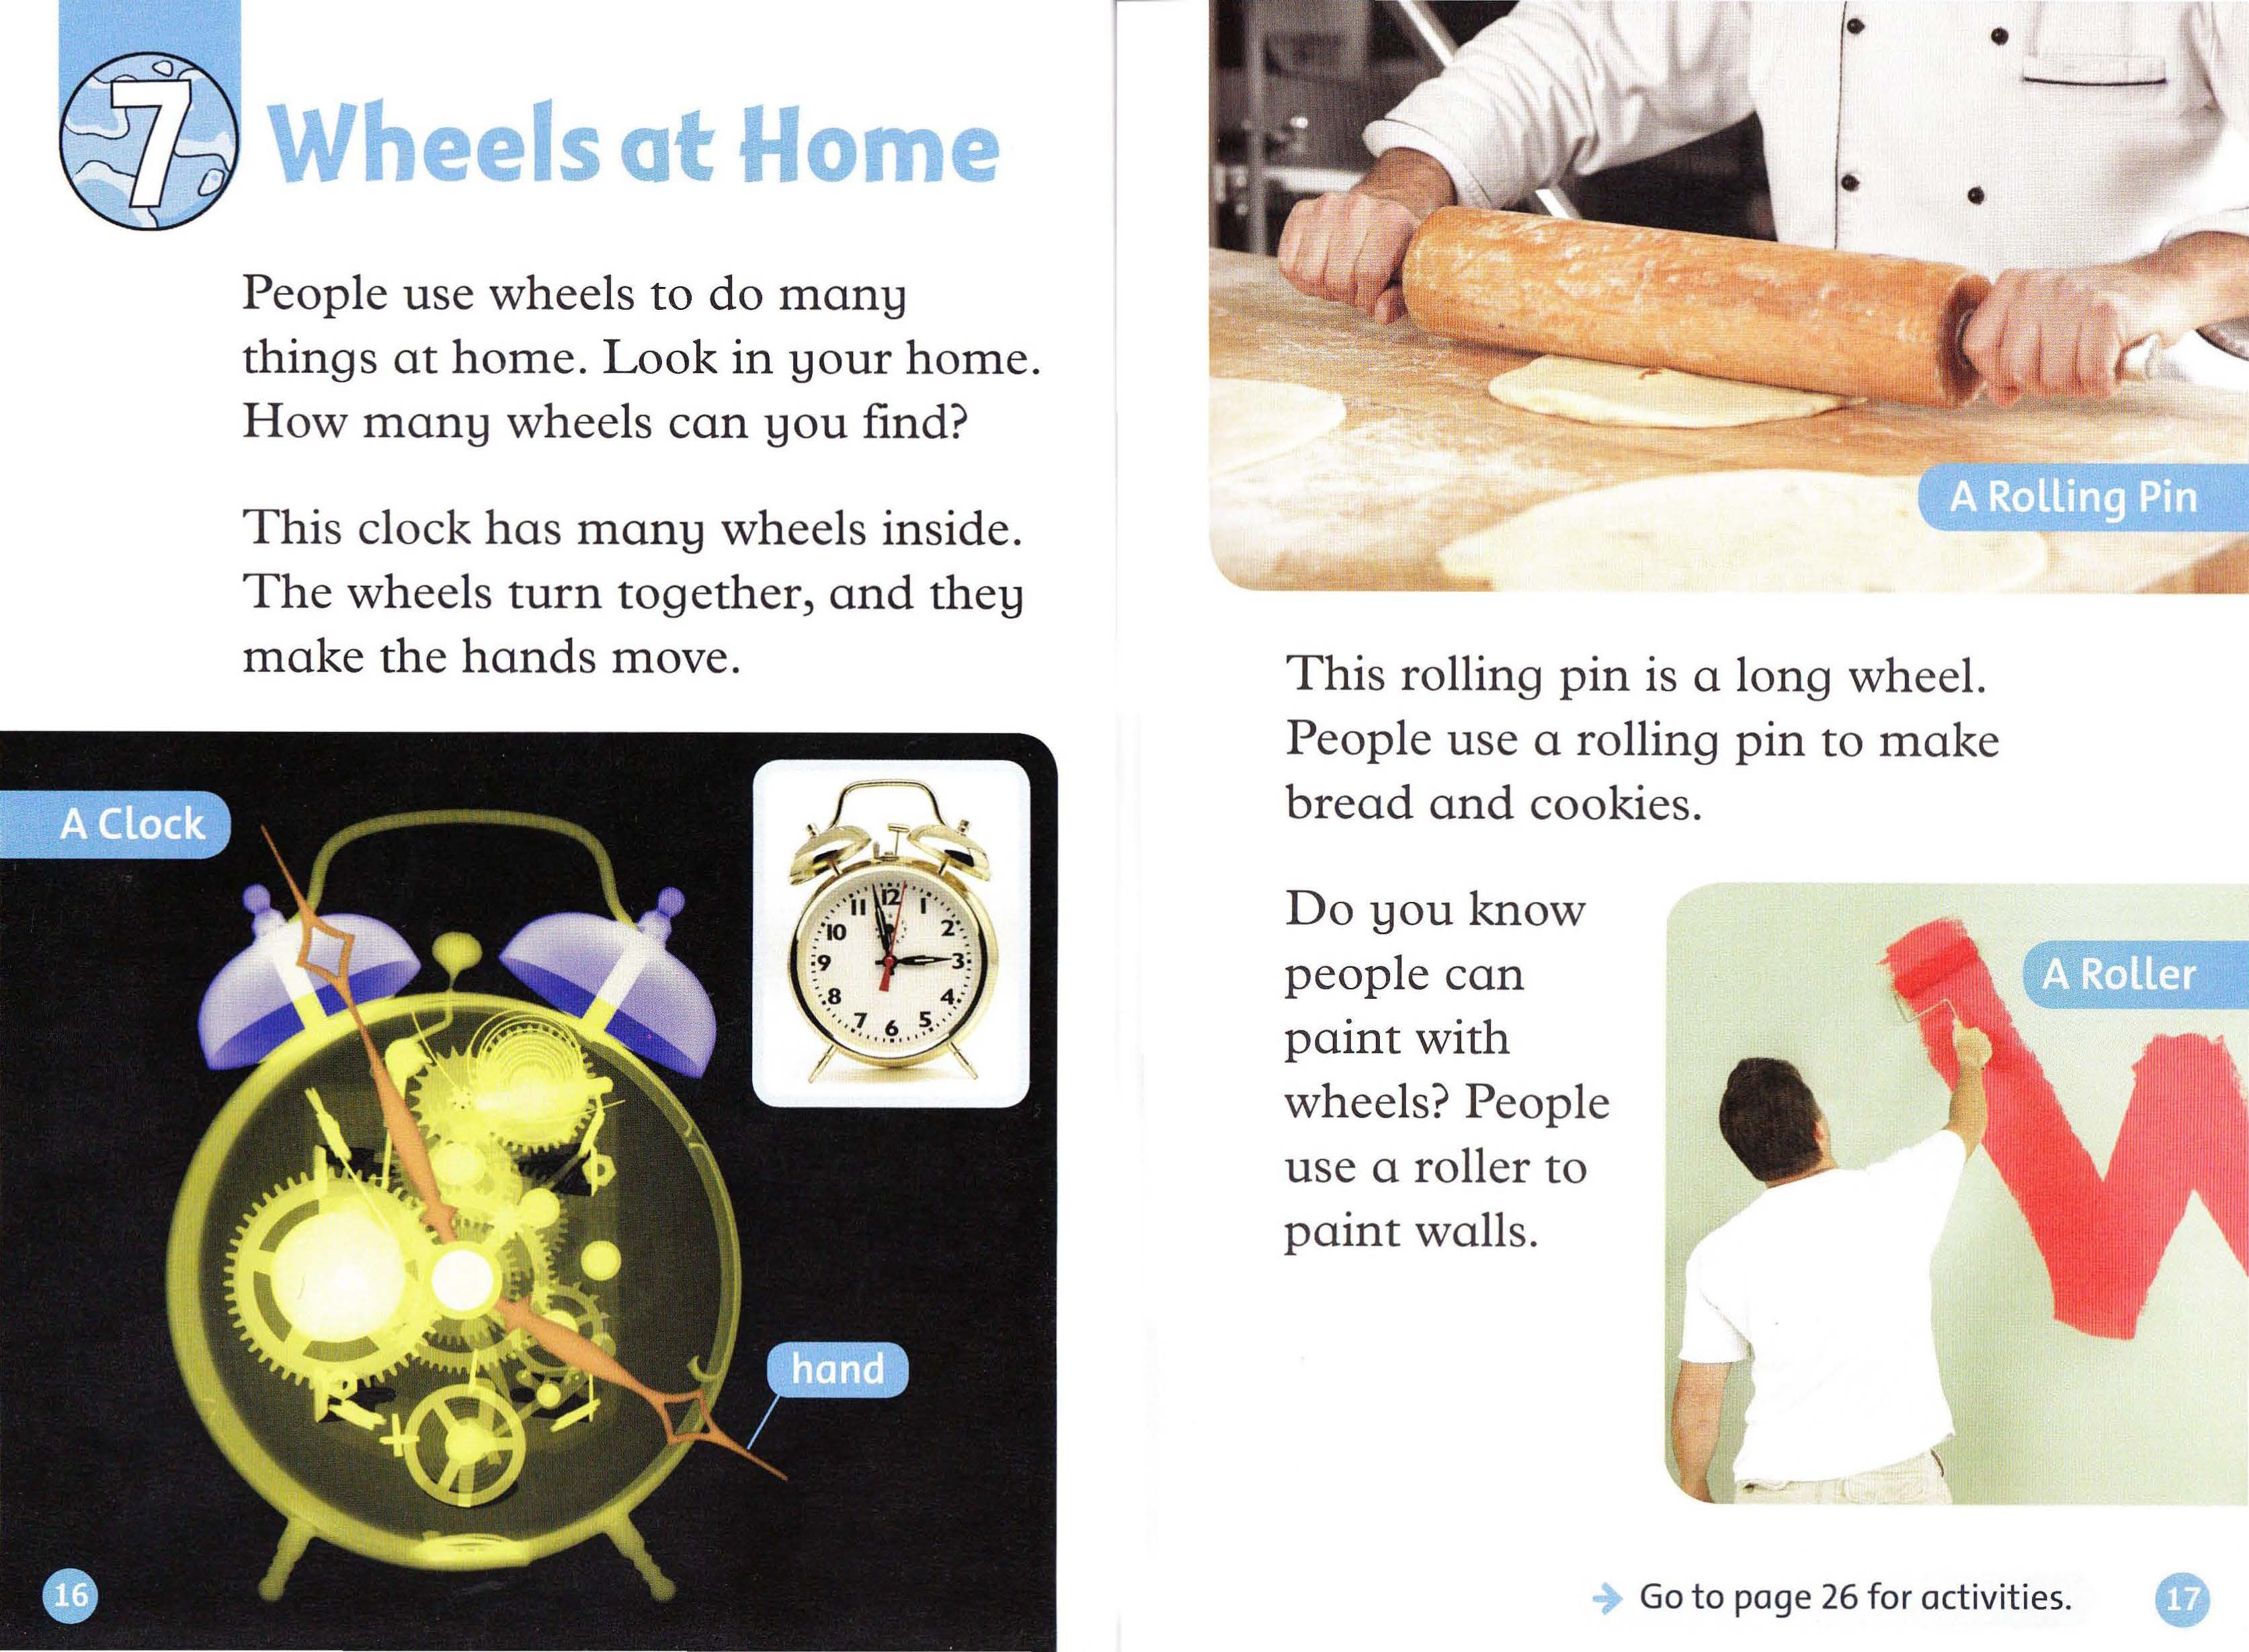 7
Wheels at Home
People use wheels to do many
things at home. Look in your home.
How many wheels can you find?
This clock has many wheels inside.
The wheels turn together, and they
make the hands move.
A Clock
11 12 1
10 2
9 3
8 4
7 6 5
hand
16
A Rolling Pin
This rolling pin is a long wheel.
People use a rolling pin to make
bread and cookies.
Do you know
people can
paint with
wheels? People
use a roller to
paint walls.
A Roller
→ Go to page 26 for activities.
17